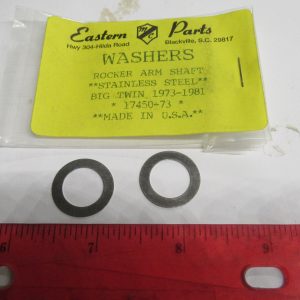 Eastern Parts
Hwy 304-Hilda Road Blackville, S.C. 29817
WASHERS
ROCKER ARM SHAFT
**STAINLESS STEEL**
BIG TWIN 1973-1981
* 17450-73 *
**MADE IN U.S.A.**
6 7 8 9